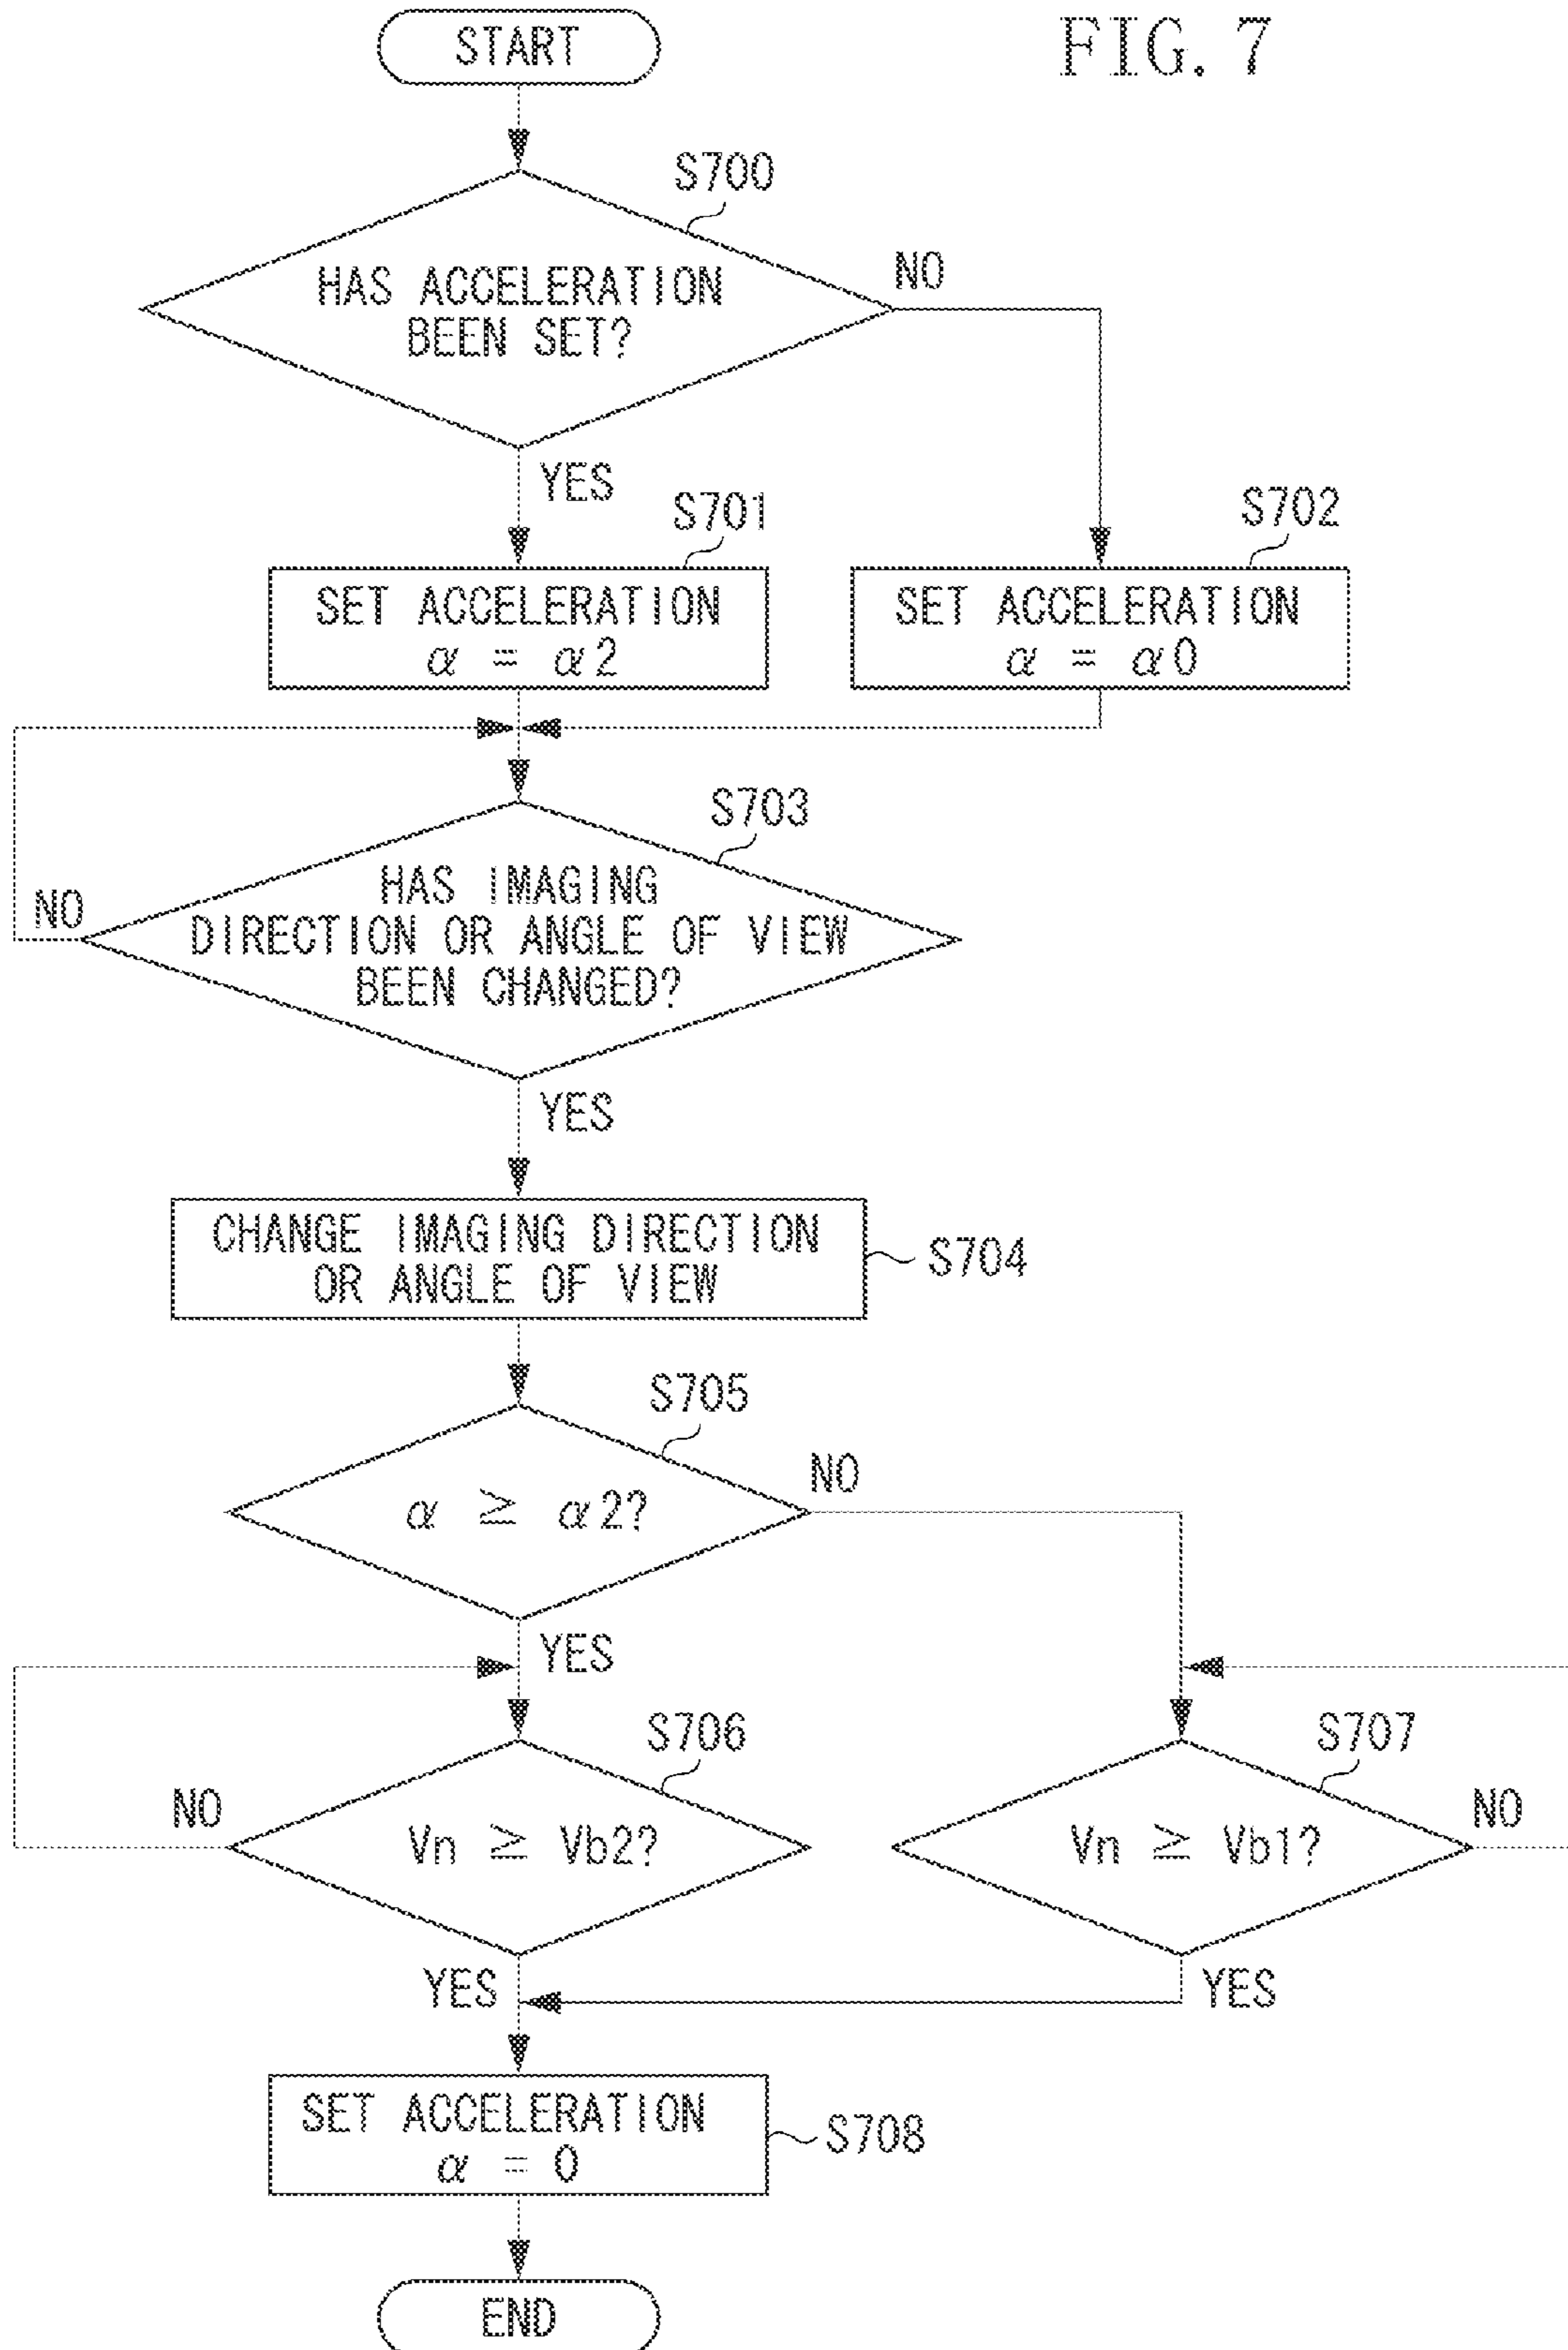 FIG. 7
START
S700
HAS ACCELERATION
BEEN SET?
NO
YES
S701
SET ACCELERATION
α = α2
S702
SET ACCELERATION
α = α0
S703
HAS IMAGING
DIRECTION OR ANGLE OF VIEW
BEEN CHANGED?
NO
YES
CHANGE IMAGING DIRECTION
OR ANGLE OF VIEW
S704
S705
α ≧ α2?
NO
YES
S706
Vn ≧ Vb2?
NO
YES
S707
Vn ≧ Vb1?
NO
YES
SET ACCELERATION
α = 0
S708
END